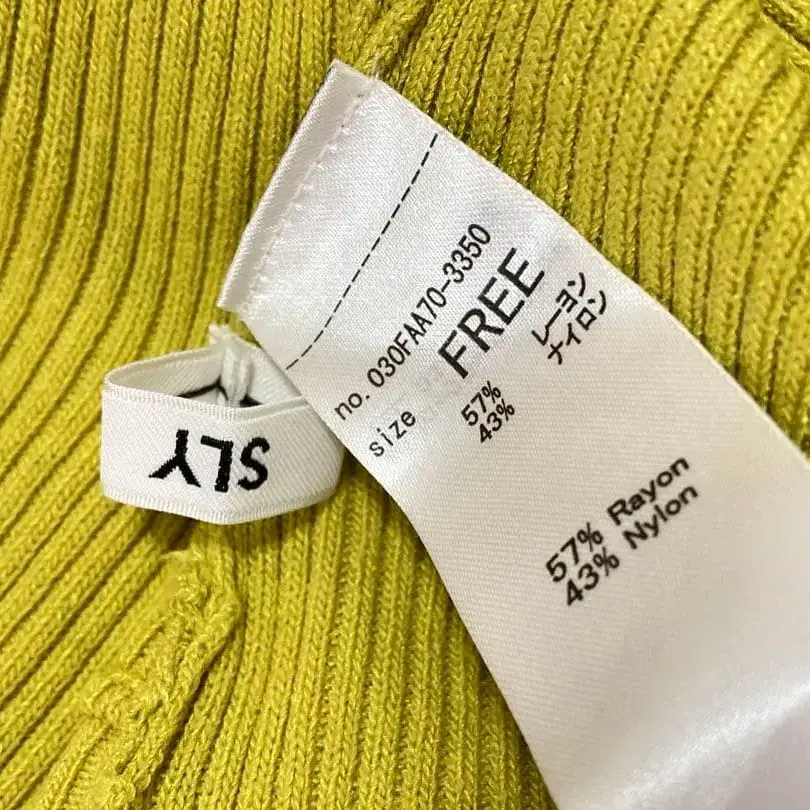 no. 030FAA70-3350
size FREE
57% レーヨン
43% ナイロン
57% Rayon
43% Nylon
SLY